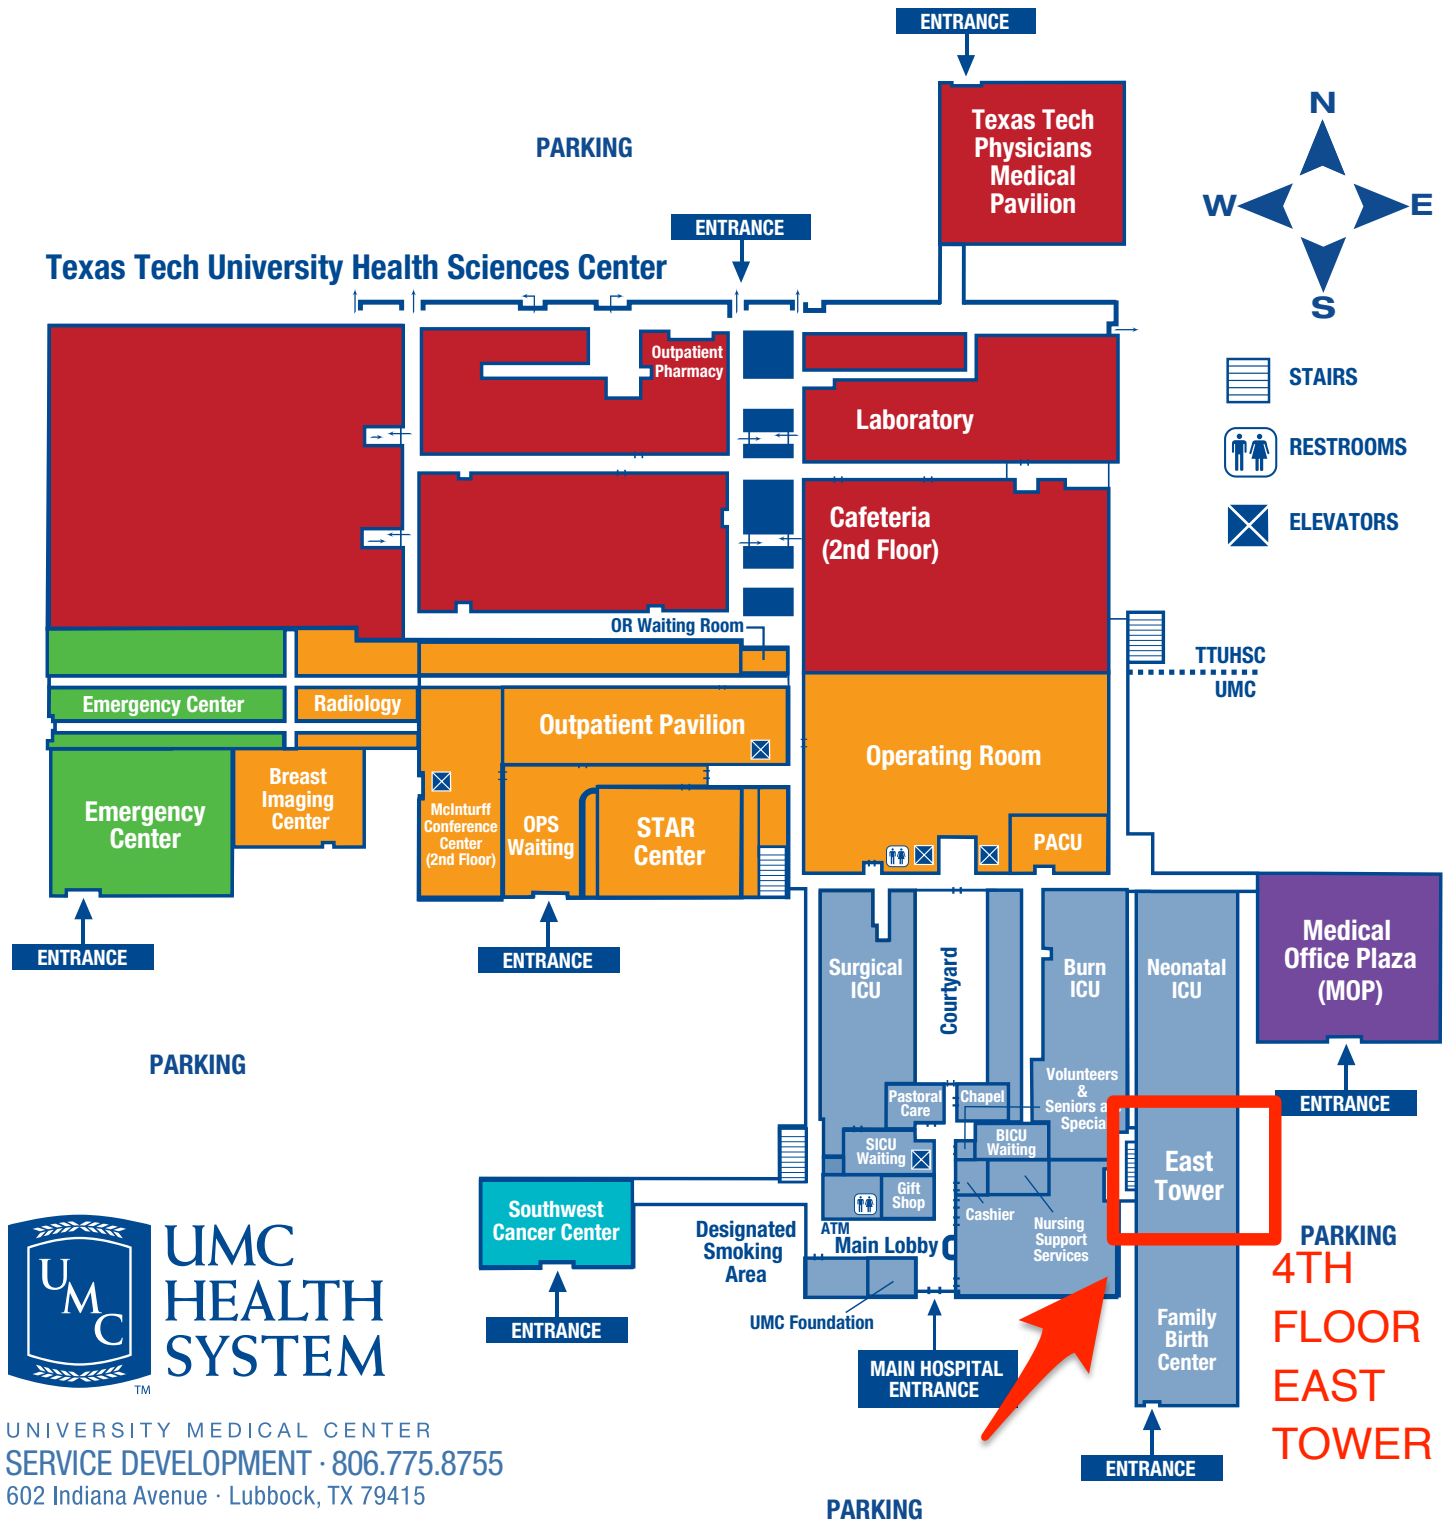 ENTRANCE
Texas Tech
Physicians
Medical
Pavilion
N
W
E
S
PARKING
ENTRANCE
Texas Tech University Health Sciences Center
Outpatient
Pharmacy
Laboratory
STAIRS
RESTROOMS
ELEVATORS
Cafeteria
(2nd Floor)
OR Waiting Room
TTUHSC
UMC
Emergency Center
Radiology
Outpatient Pavilion
Operating Room
Emergency
Center
Breast
Imaging
Center
McInturff
Conference
Center
(2nd Floor)
OPS
Waiting
STAR
Center
PACU
ENTRANCE
ENTRANCE
Surgical
ICU
Courtyard
Burn
ICU
Neonatal
ICU
Medical
Office Plaza
(MOP)
PARKING
ENTRANCE
Pastoral
Care
Chapel
Volunteers
&
Seniors a
Specia
SICU
Waiting
BICU
Waiting
East
Tower
Southwest
Cancer Center
ENTRANCE
Gift
Shop
Cashier
Nursing
Support
Services
Designated
Smoking
Area
ATM
Main Lobby
UMC Foundation
MAIN HOSPITAL
ENTRANCE
Family
Birth
Center
ENTRANCE
PARKING
4TH
FLOOR
EAST
TOWER
UMC
UMC
HEALTH
SYSTEM
TM
UNIVERSITY MEDICAL CENTER
SERVICE DEVELOPMENT · 806.775.8755
602 Indiana Avenue · Lubbock, TX 79415
PARKING